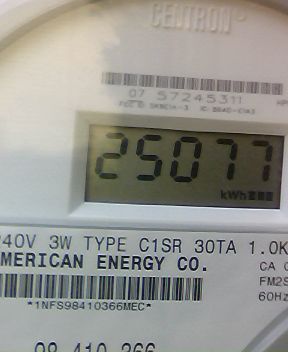 CENTRON®
07 57245311
25077
kWh
240V 3W TYPE C1SR 30TA 1.0K
AMERICAN ENERGY CO.
CA
FM2S
60Hz
*1NFS98410366MEC*
98 410 366